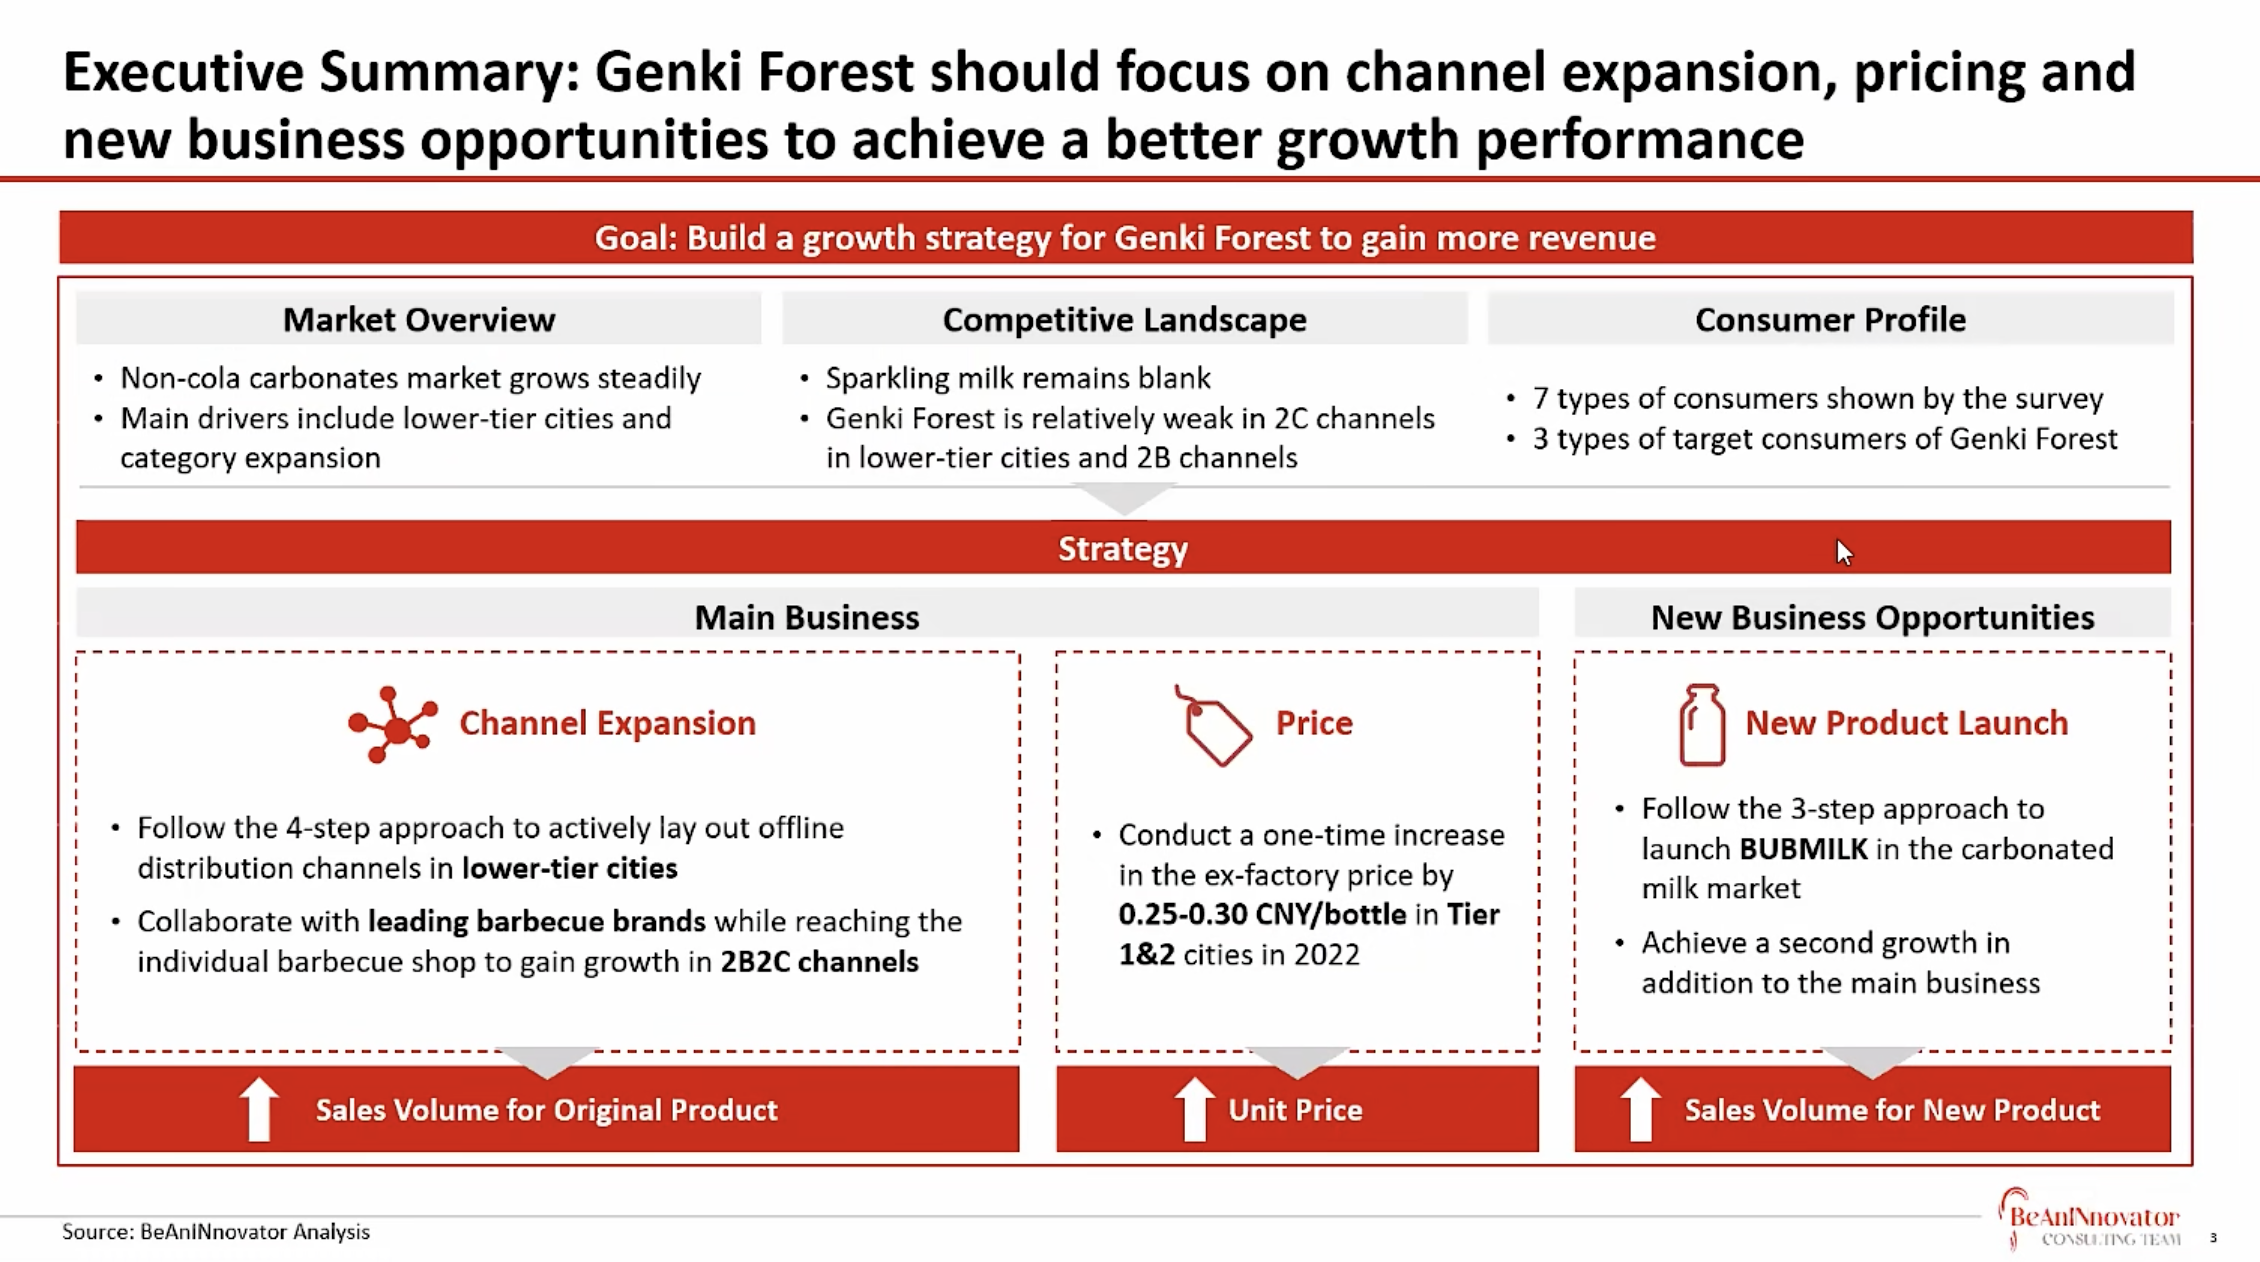 Executive Summary: Genki Forest should focus on channel expansion, pricing and
new business opportunities to achieve a better growth performance
Goal: Build a growth strategy for Genki Forest to gain more revenue
Market Overview
• Non-cola carbonates market grows steadily
• Main drivers include lower-tier cities and
category expansion
Competitive Landscape
• Sparkling milk remains blank
• Genki Forest is relatively weak in 2C channels
in lower-tier cities and 2B channels
Consumer Profile
• 7 types of consumers shown by the survey
• 3 types of target consumers of Genki Forest
Strategy
Main Business
Channel Expansion
• Follow the 4-step approach to actively lay out offline
distribution channels in lower-tier cities
• Collaborate with leading barbecue brands while reaching the
individual barbecue shop to gain growth in 2B2C channels
Sales Volume for Original Product
Price
• Conduct a one-time increase
in the ex-factory price by
0.25-0.30 CNY/bottle in Tier
1&2 cities in 2022
Unit Price
New Business Opportunities
New Product Launch
• Follow the 3-step approach to
launch BUBMILK in the carbonated
milk market
• Achieve a second growth in
addition to the main business
Sales Volume for New Product
Source: BeAnINnovator Analysis
BeAnINnovator
CONSULTING TEAM
3